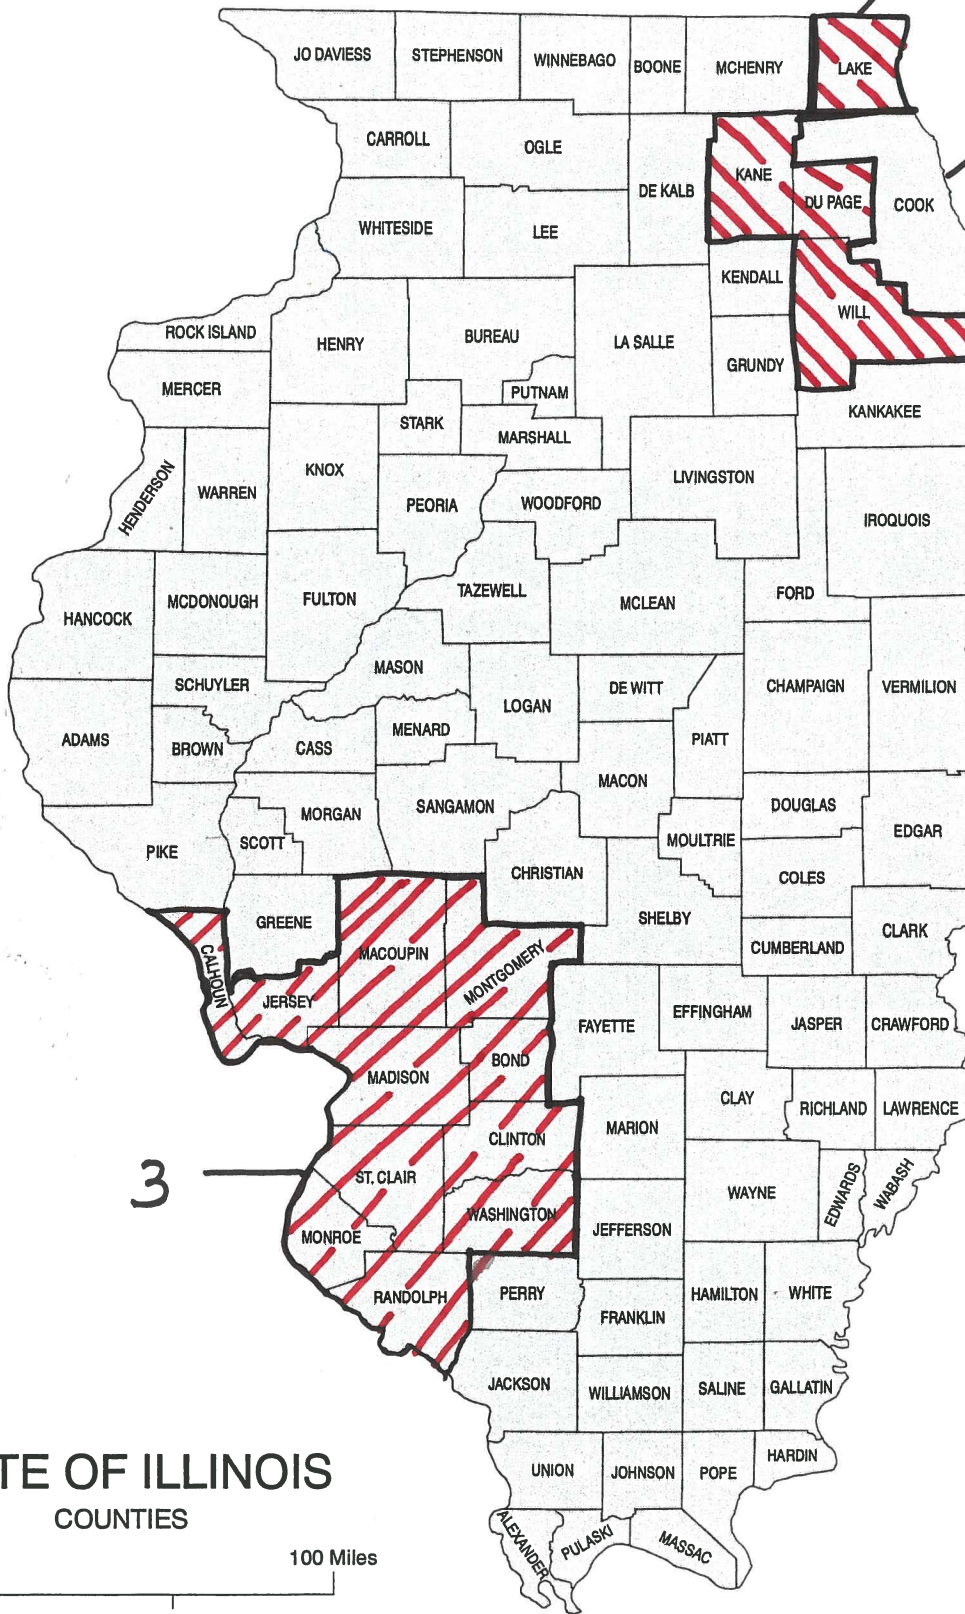 JO DAVIESS
STEPHENSON
WINNEBAGO
BOONE
MCHENRY
LAKE
CARROLL
OGLE
DE KALB
KANE
DU PAGE
COOK
WHITESIDE
LEE
KENDALL
WILL
ROCK ISLAND
HENRY
BUREAU
LA SALLE
GRUNDY
MERCER
PUTNAM
KANKAKEE
STARK
MARSHALL
HENDERSON
WARREN
KNOX
PEORIA
WOODFORD
LIVINGSTON
IROQUOIS
HANCOCK
MCDONOUGH
FULTON
TAZEWELL
MCLEAN
FORD
SCHUYLER
MASON
LOGAN
DE WITT
CHAMPAIGN
VERMILION
ADAMS
BROWN
CASS
MENARD
PIATT
MACON
PIKE
SCOTT
MORGAN
SANGAMON
MOULTRIE
DOUGLAS
EDGAR
CHRISTIAN
COLES
GREENE
SHELBY
CUMBERLAND
CLARK
CALHOUN
JERSEY
MACOUPIN
MONTGOMERY
FAYETTE
EFFINGHAM
JASPER
CRAWFORD
MADISON
BOND
CLAY
RICHLAND
LAWRENCE
MARION
CLINTON
3
ST. CLAIR
WAYNE
EDWARDS
WABASH
WASHINGTON
JEFFERSON
MONROE
RANDOLPH
PERRY
FRANKLIN
HAMILTON
WHITE
JACKSON
WILLIAMSON
SALINE
GALLATIN
UNION
JOHNSON
POPE
HARDIN
ALEXANDER
PULASKI
MASSAC
TE OF ILLINOIS
COUNTIES
100 Miles